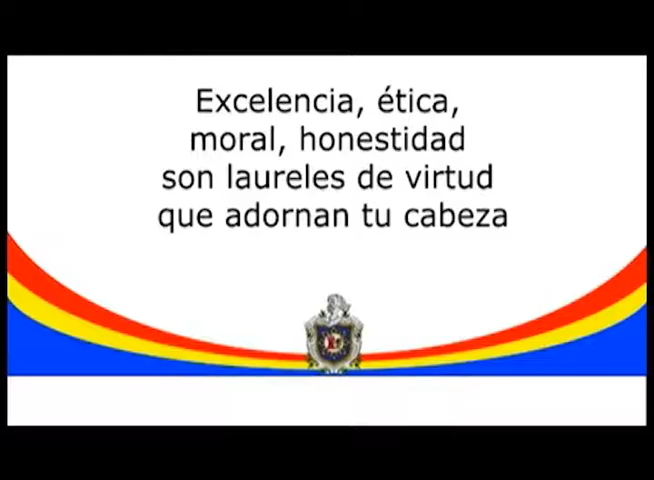 Excelencia, ética,
moral, honestidad
son laureles de virtud
que adornan tu cabeza